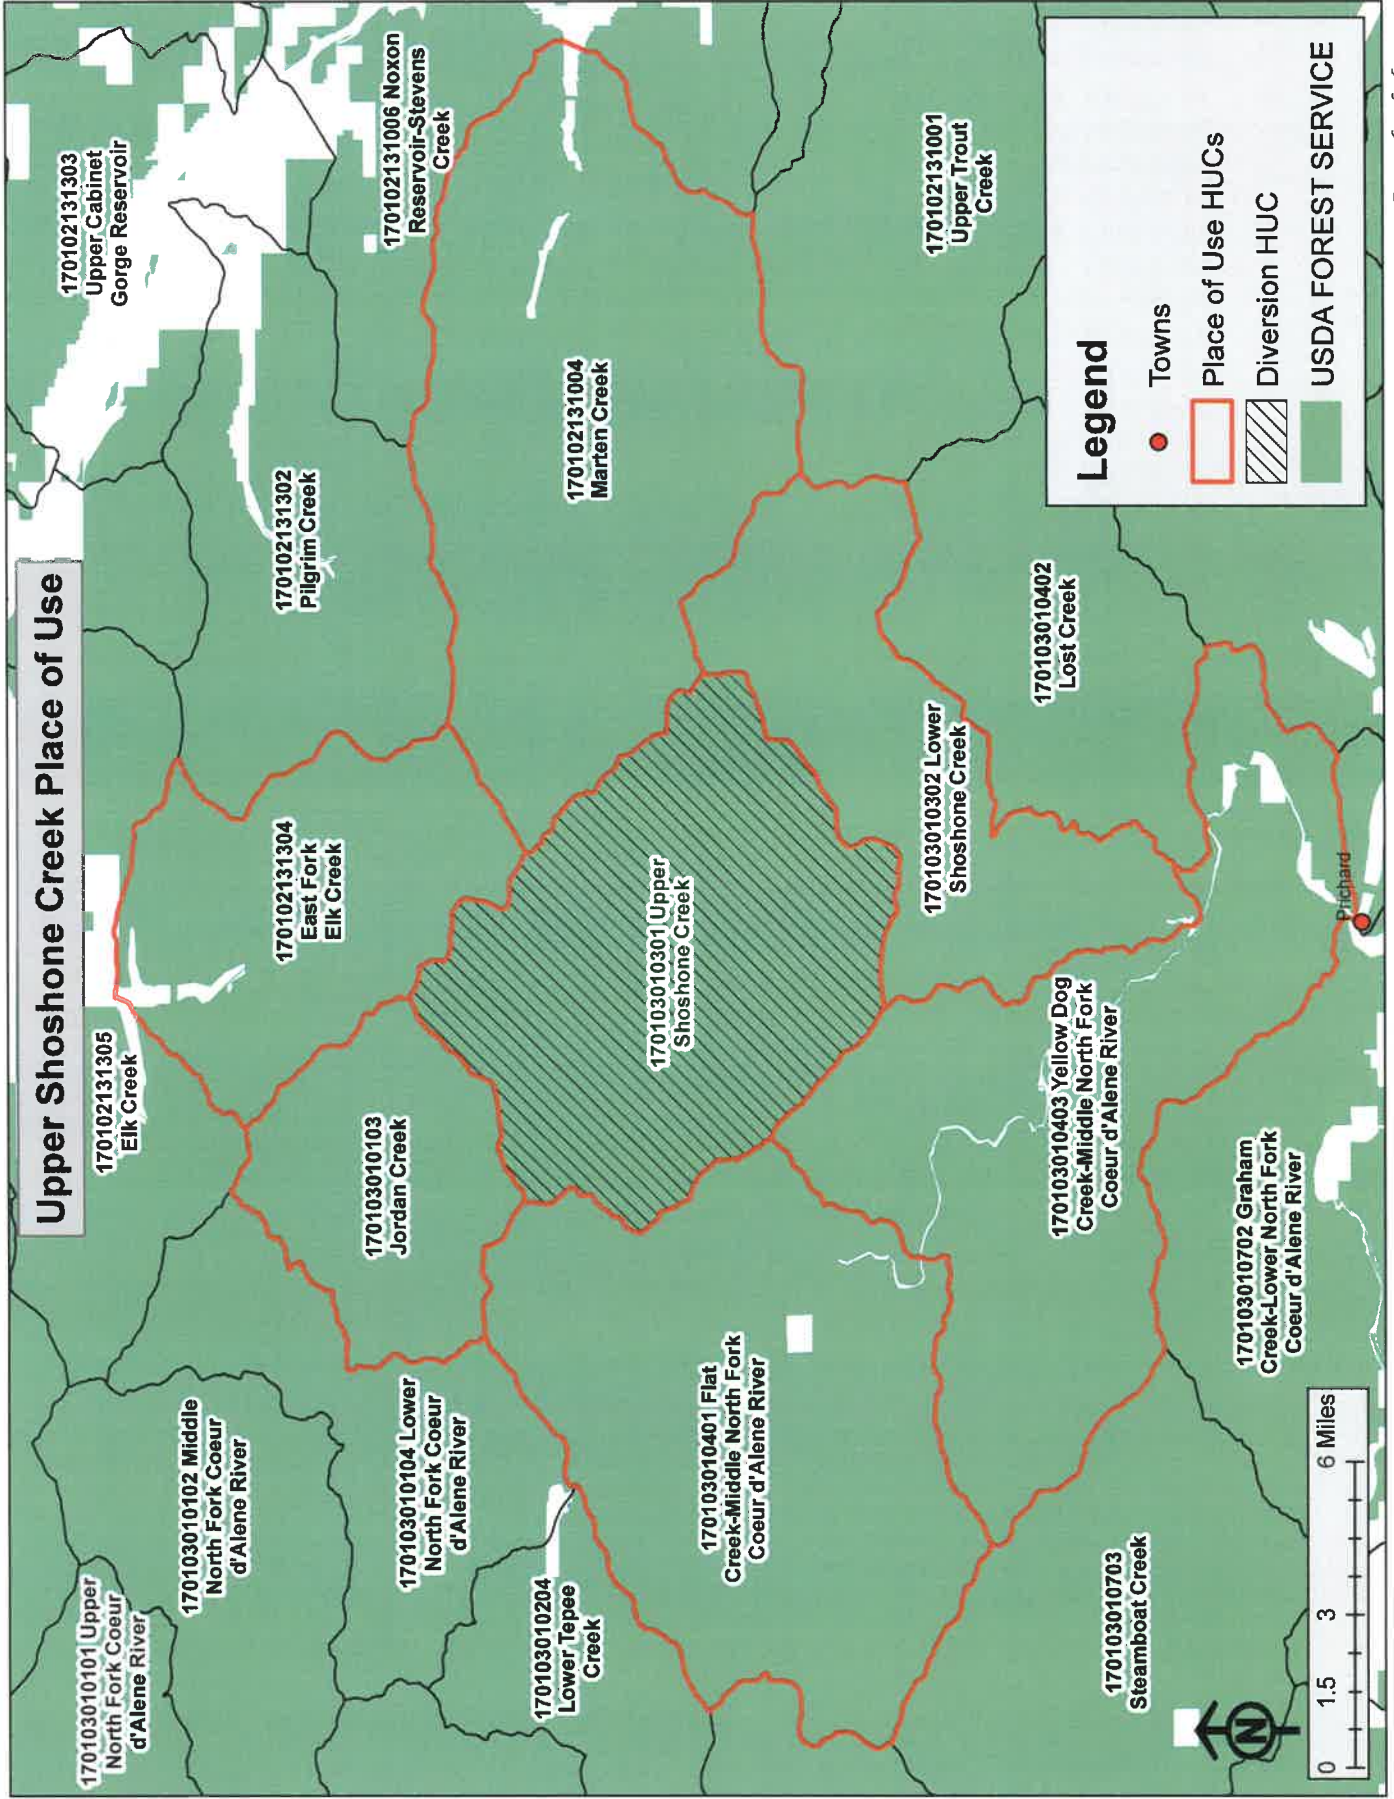 Upper Shoshone Creek Place of Use
170103010101 Upper
North Fork Coeur
d'Alene River
170102131305
Elk Creek
170102131303
Upper Cabinet
Gorge Reservoir
170103010102 Middle
North Fork Coeur
d'Alene River
170102131304
East Fork
Elk Creek
170102131302
Pilgrim Creek
170103010104 Lower
North Fork Coeur
d'Alene River
170103010103
Jordan Creek
170102131006 Noxon
Reservoir-Stevens
Creek
170103010204
Lower Tepee
Creek
170102131004
Marten Creek
170103010301 Upper
Shoshone Creek
170103010401 Flat
Creek-Middle North Fork
Coeur d'Alene River
170103010302 Lower
Shoshone Creek
170102131001
Upper Trout
Creek
170103010403 Yellow Dog
Creek-Middle North Fork
Coeur d'Alene River
170103010402
Lost Creek
170103010703
Steamboat Creek
170103010702 Graham
Creek-Lower North Fork
Coeur d'Alene River
Prichard
N
0 1.5 3 6 Miles
Legend
Towns
Place of Use HUCs
Diversion HUC
USDA FOREST SERVICE